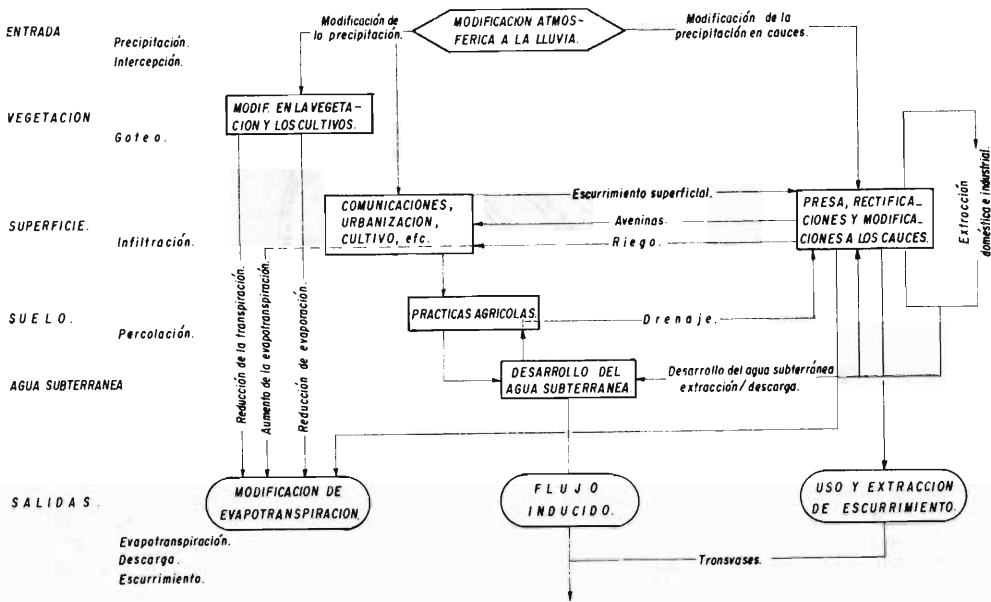 ENTRADA
Precipitación.
Intercepción.
Modificación de
la precipitación.
MODIFICACION ATMOS-
FERICA A LA LLUVIA.
Modificación de la
precipitación en cauces.
VEGETACION
Goteo.
MODIF. EN LA VEGETA-
CION Y LOS CULTIVOS.
SUPERFICIE.
Infiltración.
COMUNICACIONES,
URBANIZACION,
CULTIVO, efc.
Escurrimiento superficial.
Aveninas.
Riego.
PRESA, RECTIFICA_
CIONES Y MODIFICA_
CIONES A LOS CAUCES.
Extracción
doméstica e industrial.
SUELO.
Percolación.
Reducción de la transpiración.
Aumento de la evapotranspiración.
Reducción de evaporación.
PRACTICAS AGRICOLAS.
Drenaje.
AGUA SUBTERRANEA
DESARROLLO DEL
AGUA SUBTERRANEA.
Desarrollo del agua subterránea
extracción/descarga.
SALIDAS.
MODIFICACION DE
EVAPOTRANSPIRACION.
FLUJO
INDUCIDO.
USO Y EXTRACCION
DE ESCURRIMIENTO.
Evapotranspiración.
Descarga.
Escurrimiento.
Tronsvases.